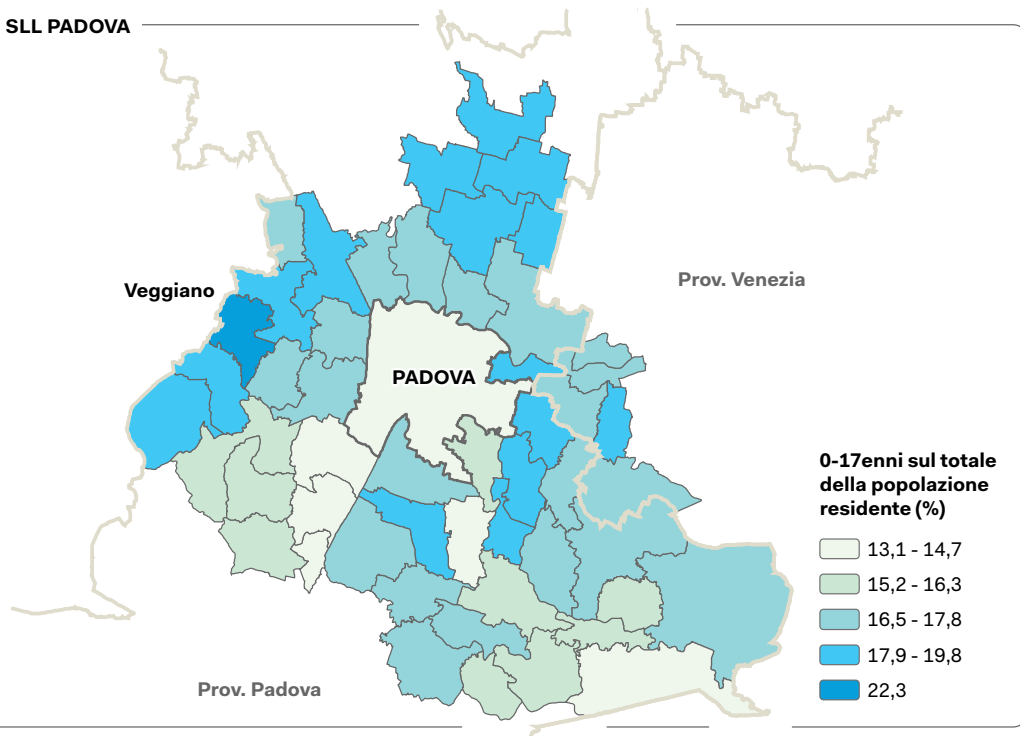 SLL PADOVA
Veggiano
Prov. Venezia
PADOVA
0-17enni sul totale
della popolazione
residente (%)
13,1 - 14,7
15,2 - 16,3
16,5 - 17,8
17,9 - 19,8
22,3
Prov. Padova